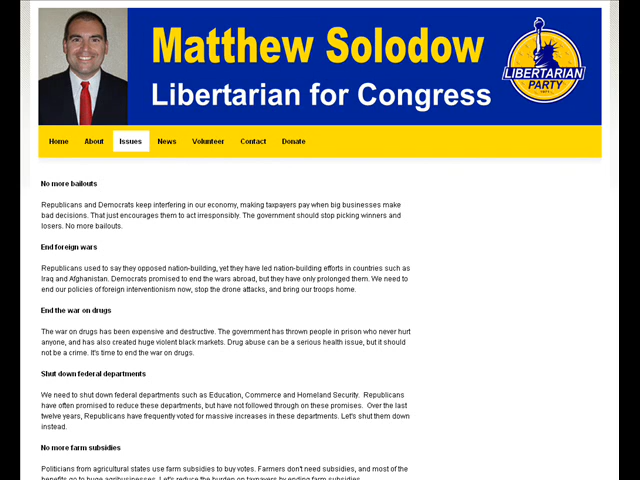 Matthew Solodow
Libertarian for Congress
LIBERTARIAN
PARTY
Home About Issues News Volunteer Contact Donate
No more bailouts
Republicans and Democrats keep interfering in our economy, making taxpayers pay when big businesses make
bad decisions. That just encourages them to act irresponsibly. The government should stop picking winners and
losers. No more bailouts.
End foreign wars
Republicans used to say they opposed nation-building, yet they have led nation-building efforts in countries such as
Iraq and Afghanistan. Democrats promised to end the wars abroad, but they have only prolonged them. We need to
end our policies of foreign interventionism now, stop the drone attacks, and bring our troops home.
End the war on drugs
The war on drugs has been expensive and destructive. The government has thrown people in prison who never hurt
anyone, and has also created huge violent black markets. Drug abuse can be a serious health issue, but it should
not be a crime. It's time to end the war on drugs.
Shut down federal departments
We need to shut down federal departments such as Education, Commerce and Homeland Security. Republicans
have often promised to reduce these departments, but have not followed through on these promises. Over the last
twelve years, Republicans have frequently voted for massive increases in these departments. Let's shut them down
instead.
No more farm subsidies
Politicians from agricultural states use farm subsidies to buy votes. Farmers don't need subsidies, and most of the
benefits go to huge agribusinesses. Let's reduce the burden on taxpayers by ending farm subsidies.